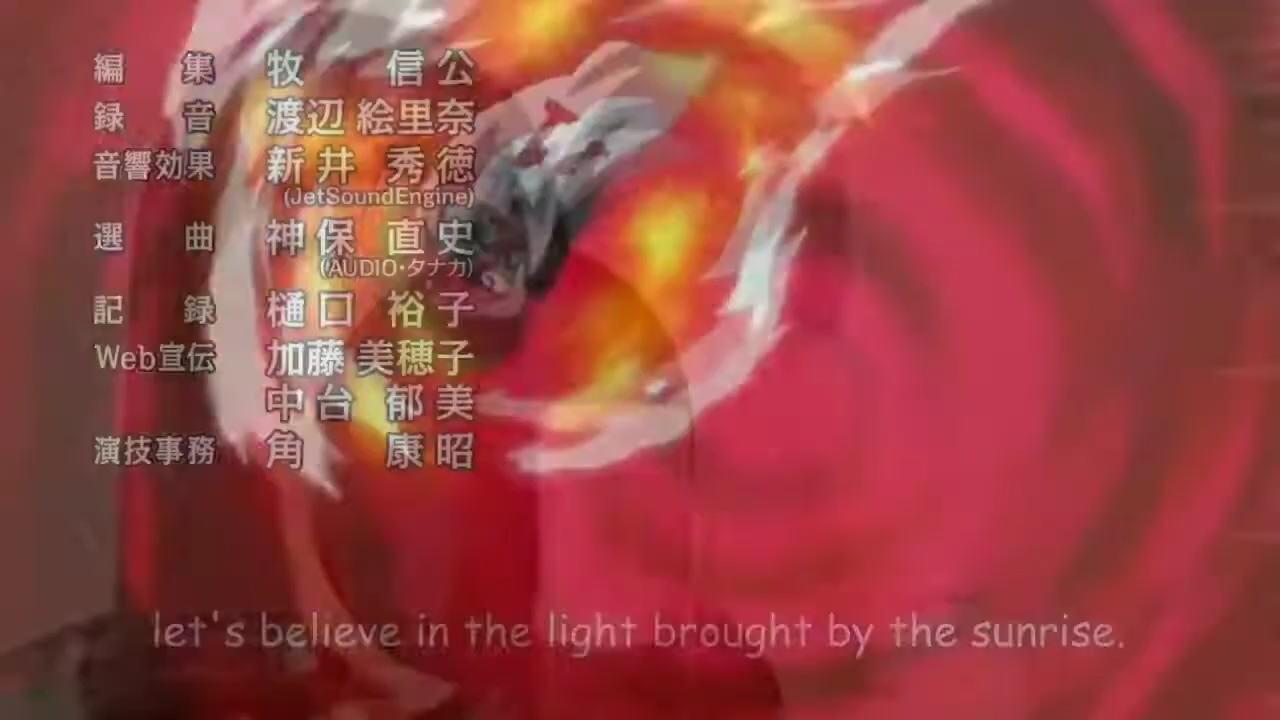 編集 牧 信公
録音 渡辺 絵里奈
音響効果 新井 秀徳
(JetSoundEngine)
選曲 神保 直史
(AUDIO・タナカ)
記録 樋口 裕子
Web宣伝 加藤 美穂子
中台 郁美
演技事務 角 康昭
let's believe in the light brought by the sunrise.